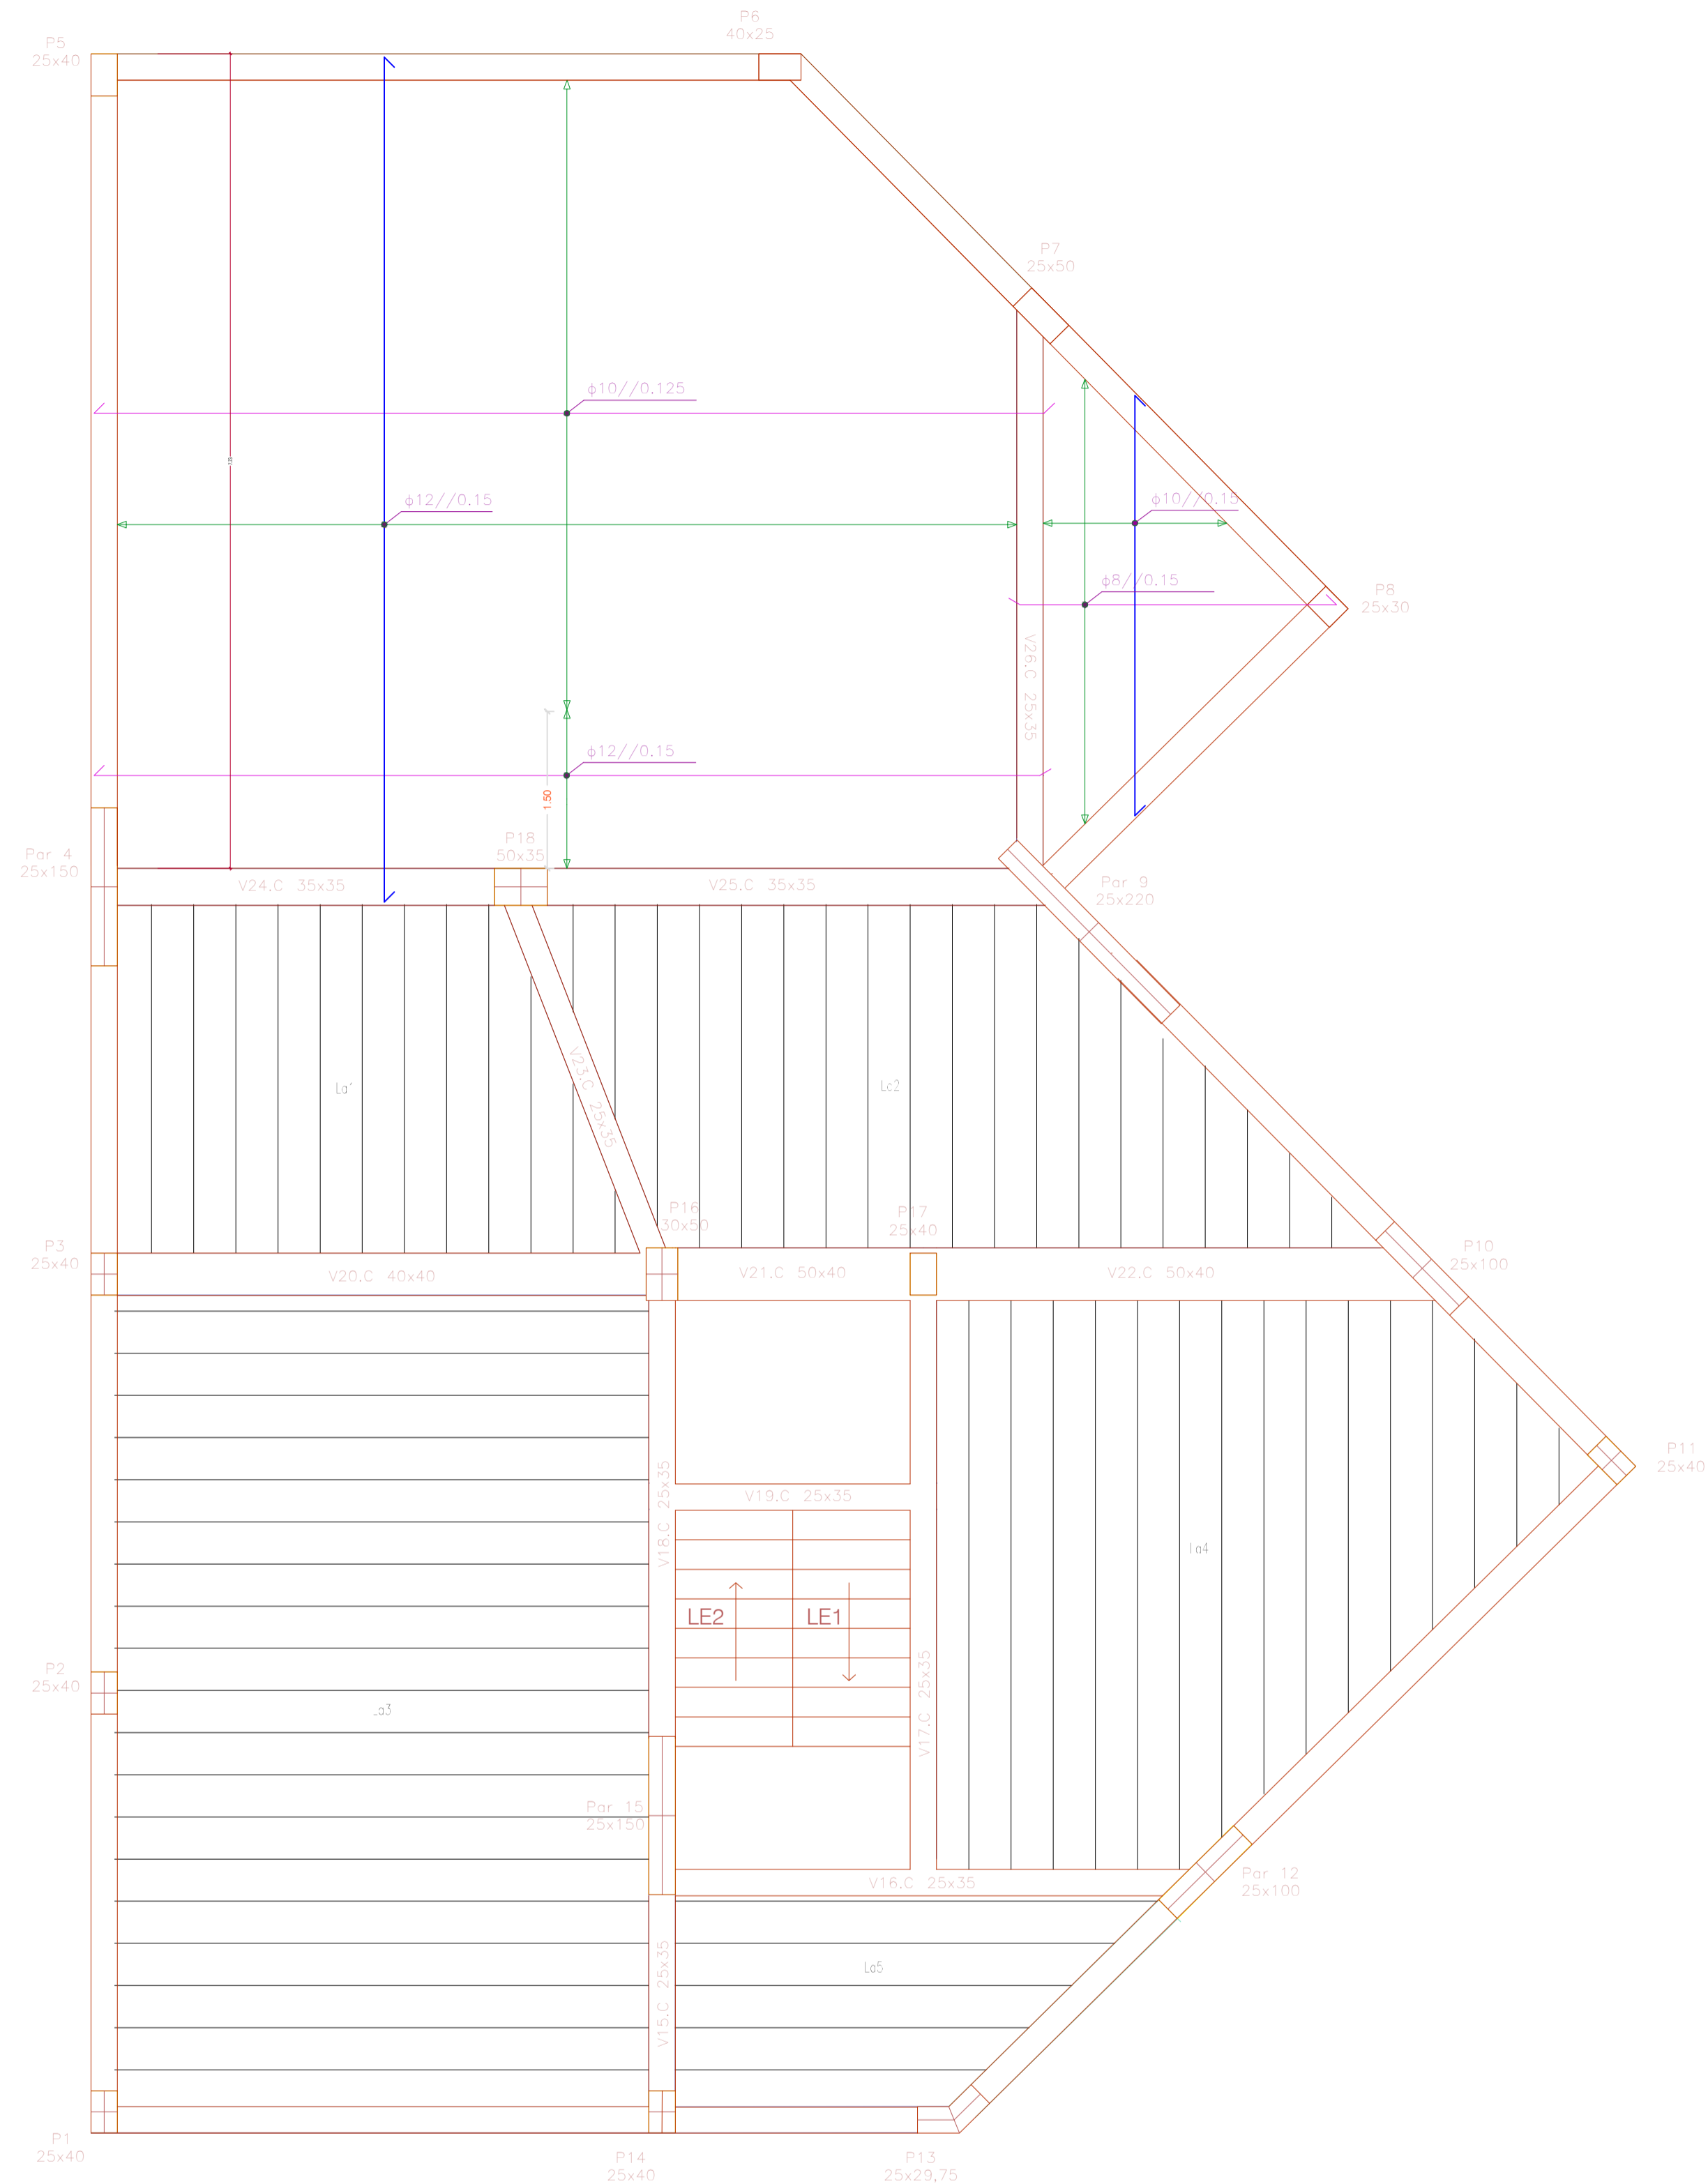 P6
40x25
P5
25x40
P7
25x50
ϕ10//0.125
ϕ12//0.15
ϕ10//0.15
ϕ8//0.15
P8
25x30
V26.C 25x35
ϕ12//0.15
1.50
P18
50x35
Par 4
25x150
V24.C 35x35
V25.C 35x35
Par 9
25x220
La'
Lc2
V23.C 25x35
P16
30x50
P17
25x40
P3
25x40
V20.C 40x40
V21.C 50x40
V22.C 50x40
P10
25x100
P11
25x40
V19.C 25x35
V18.C 25x35
La4
LE2
LE1
P2
25x40
La3
V17.C 25x35
Par 15
25x150
V16.C 25x35
Par 12
25x100
La5
V15.C 25x35
P1
25x40
P14
25x40
P13
25x29,75